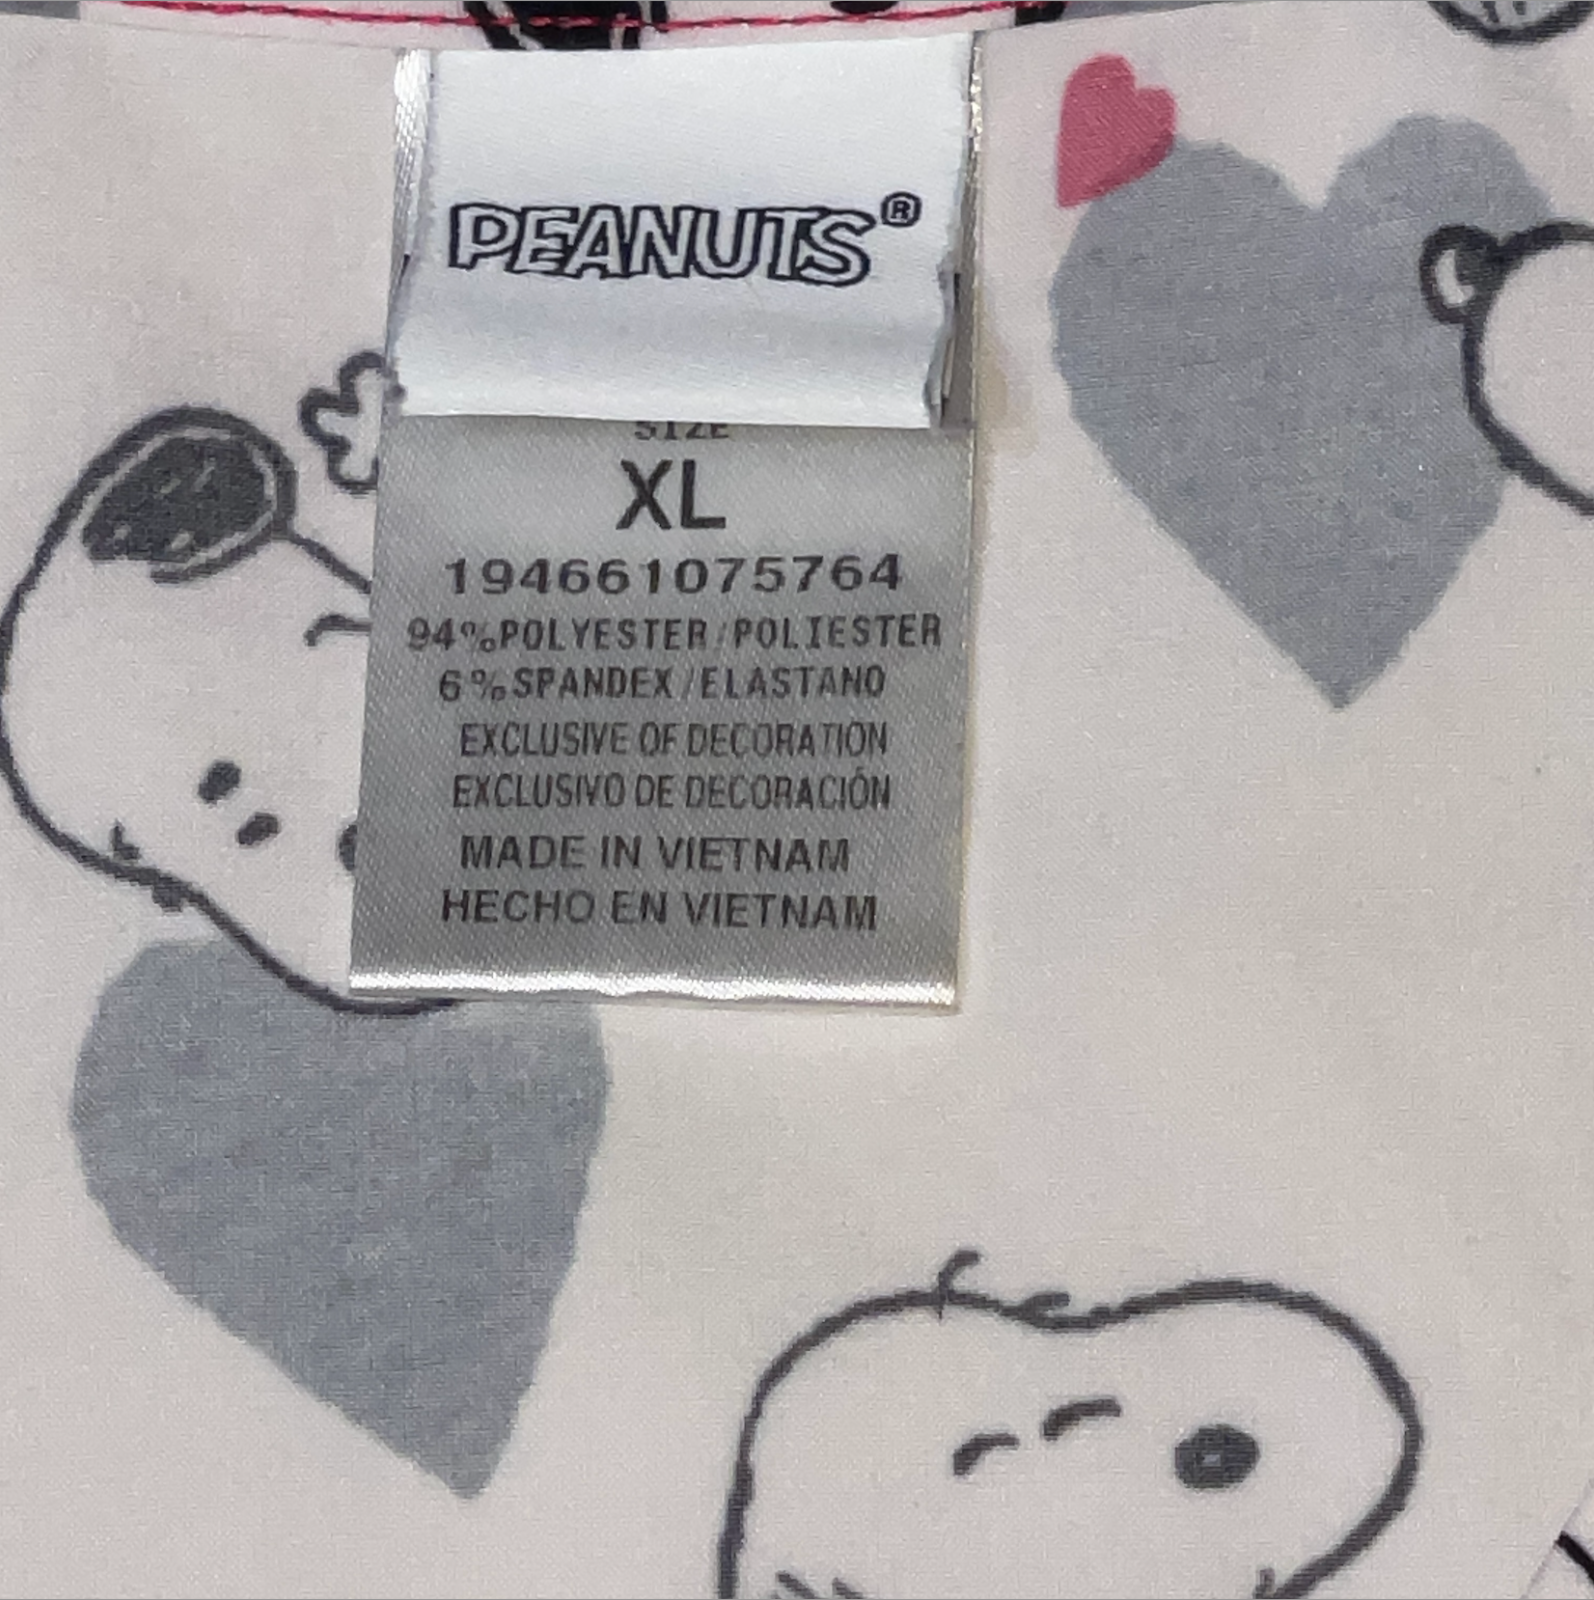 PEANUTS®
SIZE
XL
194661075764
94%POLYESTER/POLIESTER
6%SPANDEX/ELASTANO
EXCLUSIVE OF DECORATION
EXCLUSIVO DE DECORACIÓN
MADE IN VIETNAM
HECHO EN VIETNAM